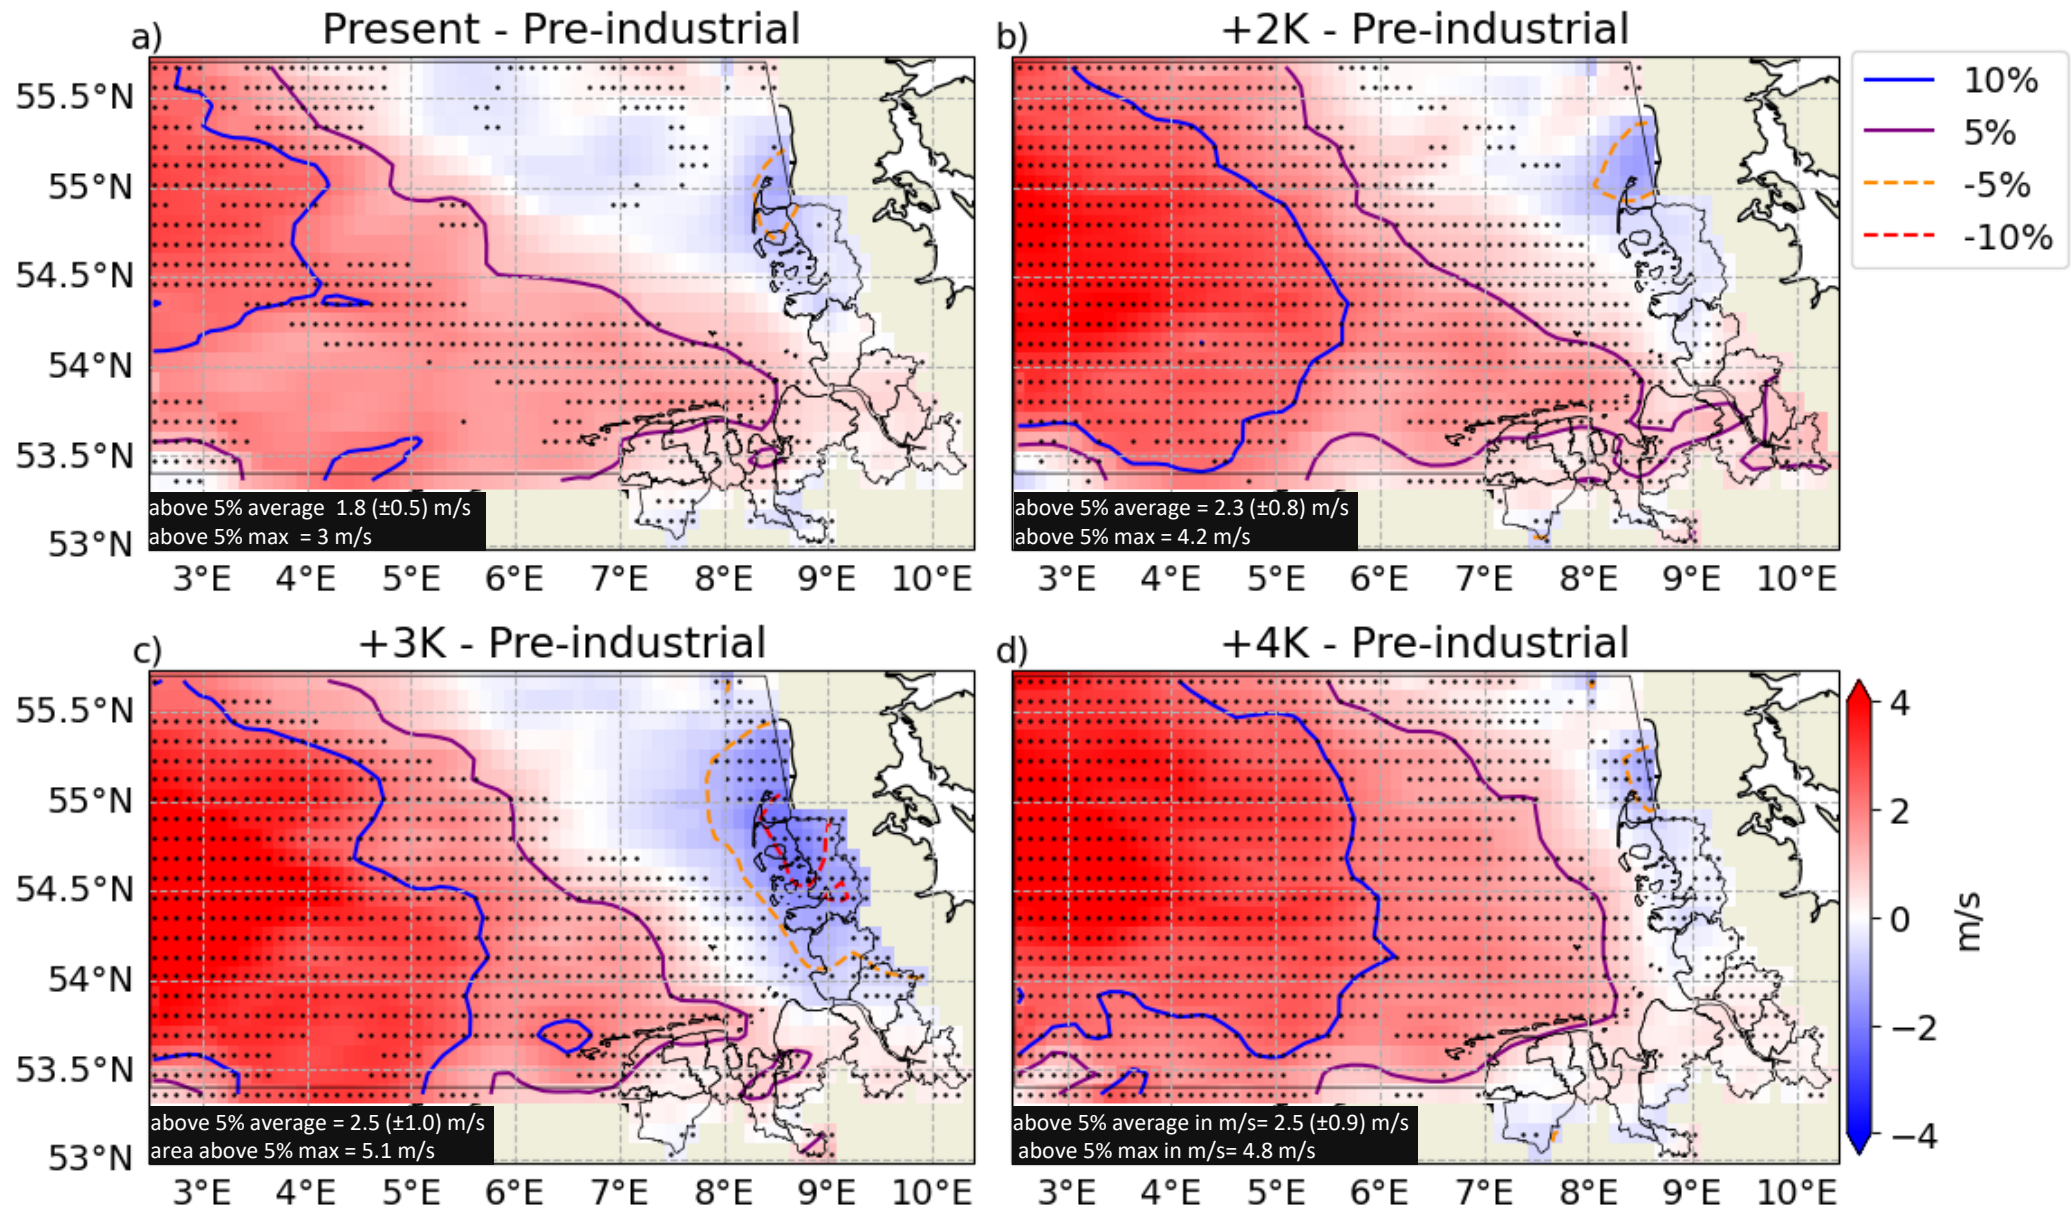 a) Present - Pre-industrial
b) +2K - Pre-industrial
10%
5%
-5%
-10%
55.5°N
55°N
54.5°N
54°N
53.5°N
53°N
above 5% average 1.8 (±0.5) m/s
above 5% max = 3 m/s
above 5% average = 2.3 (±0.8) m/s
above 5% max = 4.2 m/s
3°E 4°E 5°E 6°E 7°E 8°E 9°E 10°E
3°E 4°E 5°E 6°E 7°E 8°E 9°E 10°E
c) +3K - Pre-industrial
d) +4K - Pre-industrial
55.5°N
55°N
54.5°N
54°N
53.5°N
53°N
above 5% average = 2.5 (±1.0) m/s
area above 5% max = 5.1 m/s
above 5% average in m/s= 2.5 (±0.9) m/s
above 5% max in m/s= 4.8 m/s
3°E 4°E 5°E 6°E 7°E 8°E 9°E 10°E
3°E 4°E 5°E 6°E 7°E 8°E 9°E 10°E
4
2
0
−2
−4
m/s